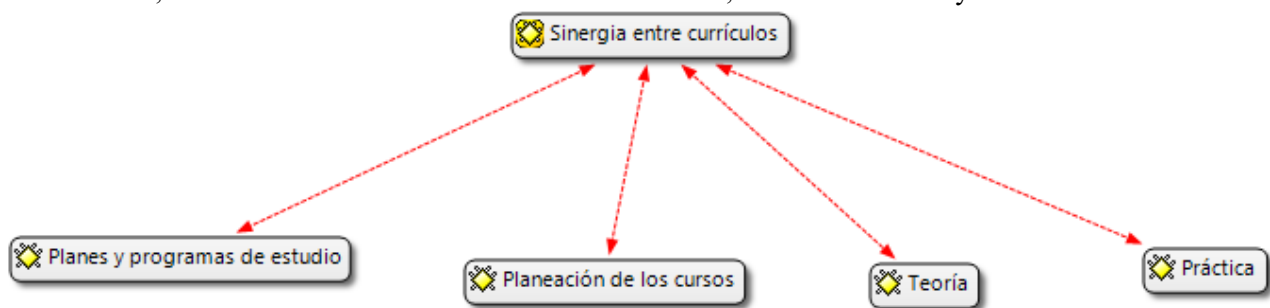 Sinergia entre currículos
Planes y programas de estudio
Planeación de los cursos
Teoría
Práctica